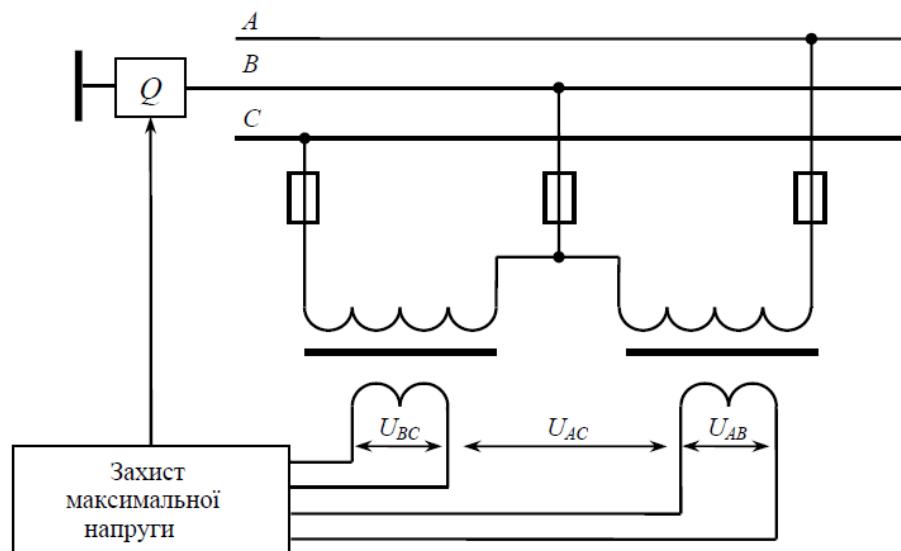 A
B
Q
C
U_BC
U_AC
U_AB
Захист
максимальної
напруги